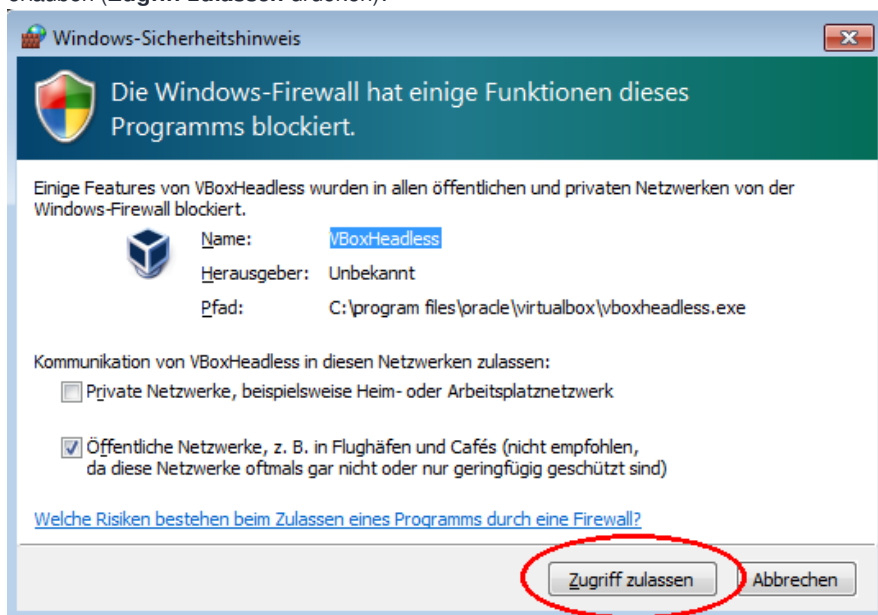 erlauben (Zugriff zulassen drücken):
Windows-Sicherheitshinweis
Die Windows-Firewall hat einige Funktionen dieses
Programms blockiert.
Einige Features von VBoxHeadless wurden in allen öffentlichen und privaten Netzwerken von der
Windows-Firewall blockiert.
Name: VBoxHeadless
Herausgeber: Unbekannt
Pfad: C:\program files\oracle\virtualbox\vboxheadless.exe
Kommunikation von VBoxHeadless in diesen Netzwerken zulassen:
Private Netzwerke, beispielsweise Heim- oder Arbeitsplatznetzwerk
Öffentliche Netzwerke, z. B. in Flughäfen und Cafés (nicht empfohlen,
da diese Netzwerke oftmals gar nicht oder nur geringfügig geschützt sind)
Welche Risiken bestehen beim Zulassen eines Programms durch eine Firewall?
Zugriff zulassen Abbrechen